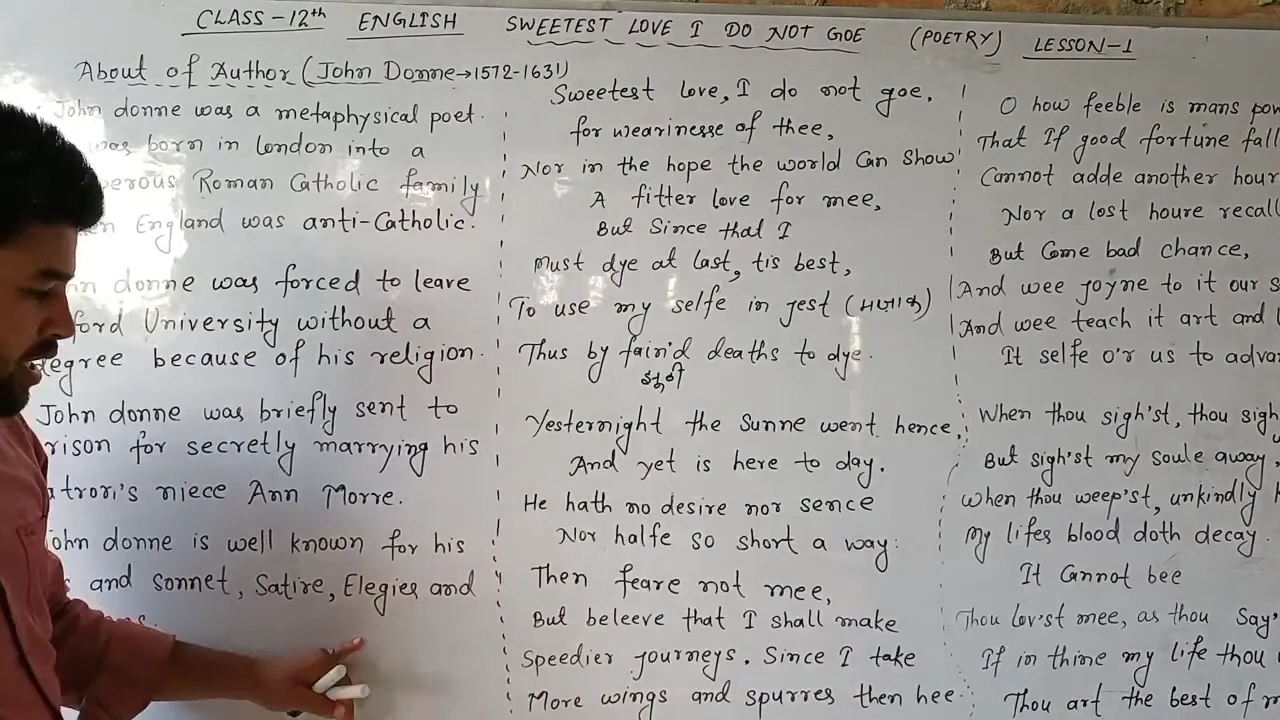 CLASS-12th ENGLISH SWEETEST LOVE I DO NOT GOE (POETRY) LESSON-1
About of Author (John Donne→1572-1631)
John donne was a metaphysical poet.
was born in london into a
Roman Catholic family
England was anti-Catholic.
donne was forced to leave
University without a
degree because of his religion.
John donne was briefly sent to
for secretly marrying his
niece Ann Morre.
John donne is well known for his
and sonnet, Satire, Elegies and
Sweetest love, I do not goe,
for wearinesse of thee,
Nor in the hope the world Can Show
A fitter love for mee,
But Since that I
Must dye at last, tis best,
To use my selfe in jest (मजाक)
Thus by fain'd deaths to dye.
झूठी
Yesternight the Sunne went hence,
And yet is here to day.
He hath no desire nor sence
Nor halfe so short a way:
Then feare not mee,
But beleeve that I shall make
Speedier journeys. Since I take
More wings and spurres then hee.
O how feeble is mans
That If good fortune
Cannot adde another hour
Nor a lost houre
But Come bad chance,
And wee joyne to it our
And wee teach it art and
It selfe o'r us to
When thou sigh'st, thou
But sigh'st my soule away,
When thou weep'st, unkindly
My lifes blood doth decay.
It Cannot bee
Thou lov'st mee, as thou
If in thine my life thou
Thou art the best of